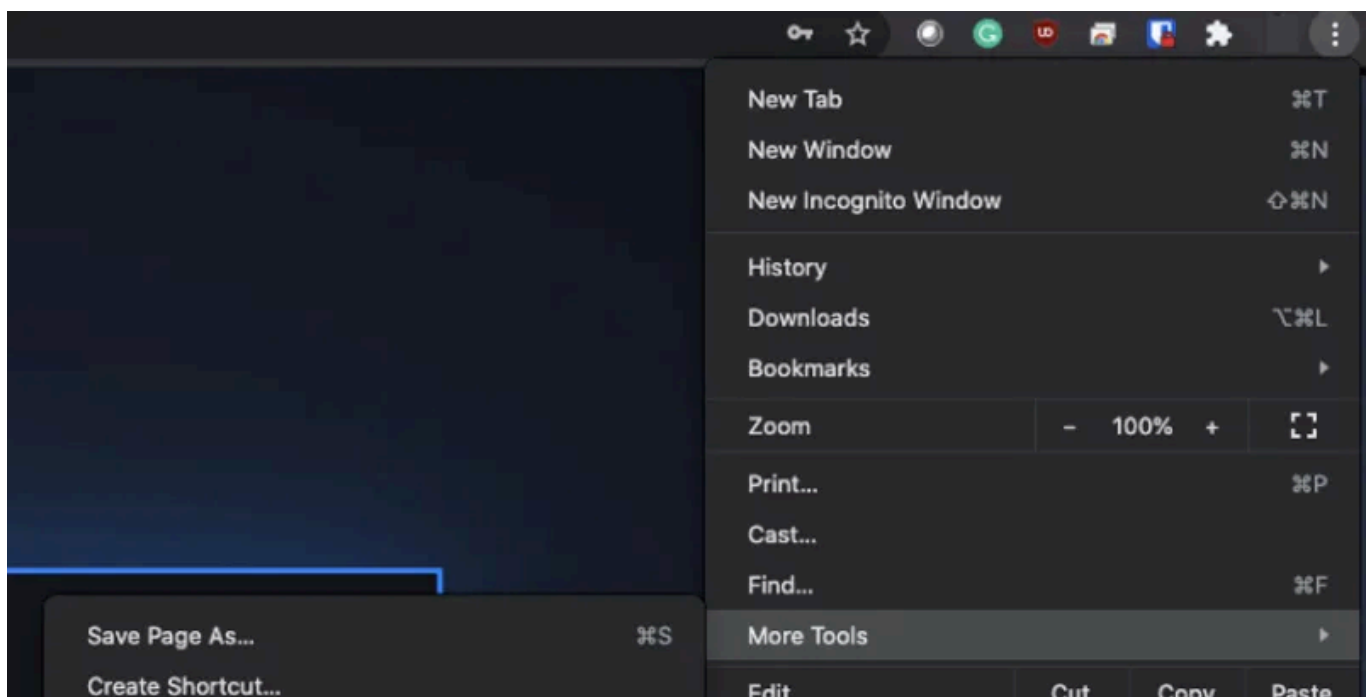 New Tab ⌘T
New Window ⌘N
New Incognito Window ⇧⌘N
History
Downloads ⌥⌘L
Bookmarks
Zoom - 100% +
Print... ⌘P
Cast...
Find... ⌘F
More Tools
Save Page As... ⌘S
Create Shortcut...
Edit Cut Copy Paste